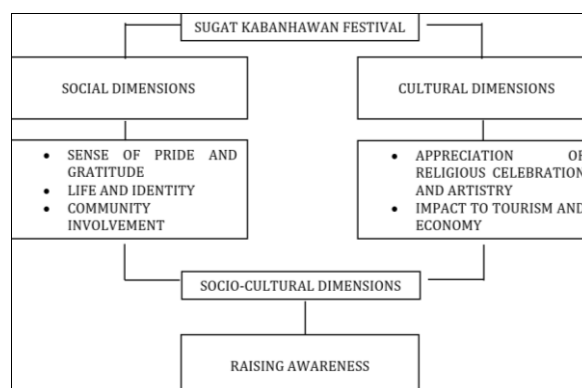 SUGAT KABANHAWAN FESTIVAL
SOCIAL DIMENSIONS
CULTURAL DIMENSIONS
• SENSE OF PRIDE AND
GRATITUDE
• LIFE AND IDENTITY
• COMMUNITY
INVOLVEMENT
• APPRECIATION OF
RELIGIOUS CELEBRATION
AND ARTISTRY
• IMPACT TO TOURISM AND
ECONOMY
SOCIO-CULTURAL DIMENSIONS
RAISING AWARENESS